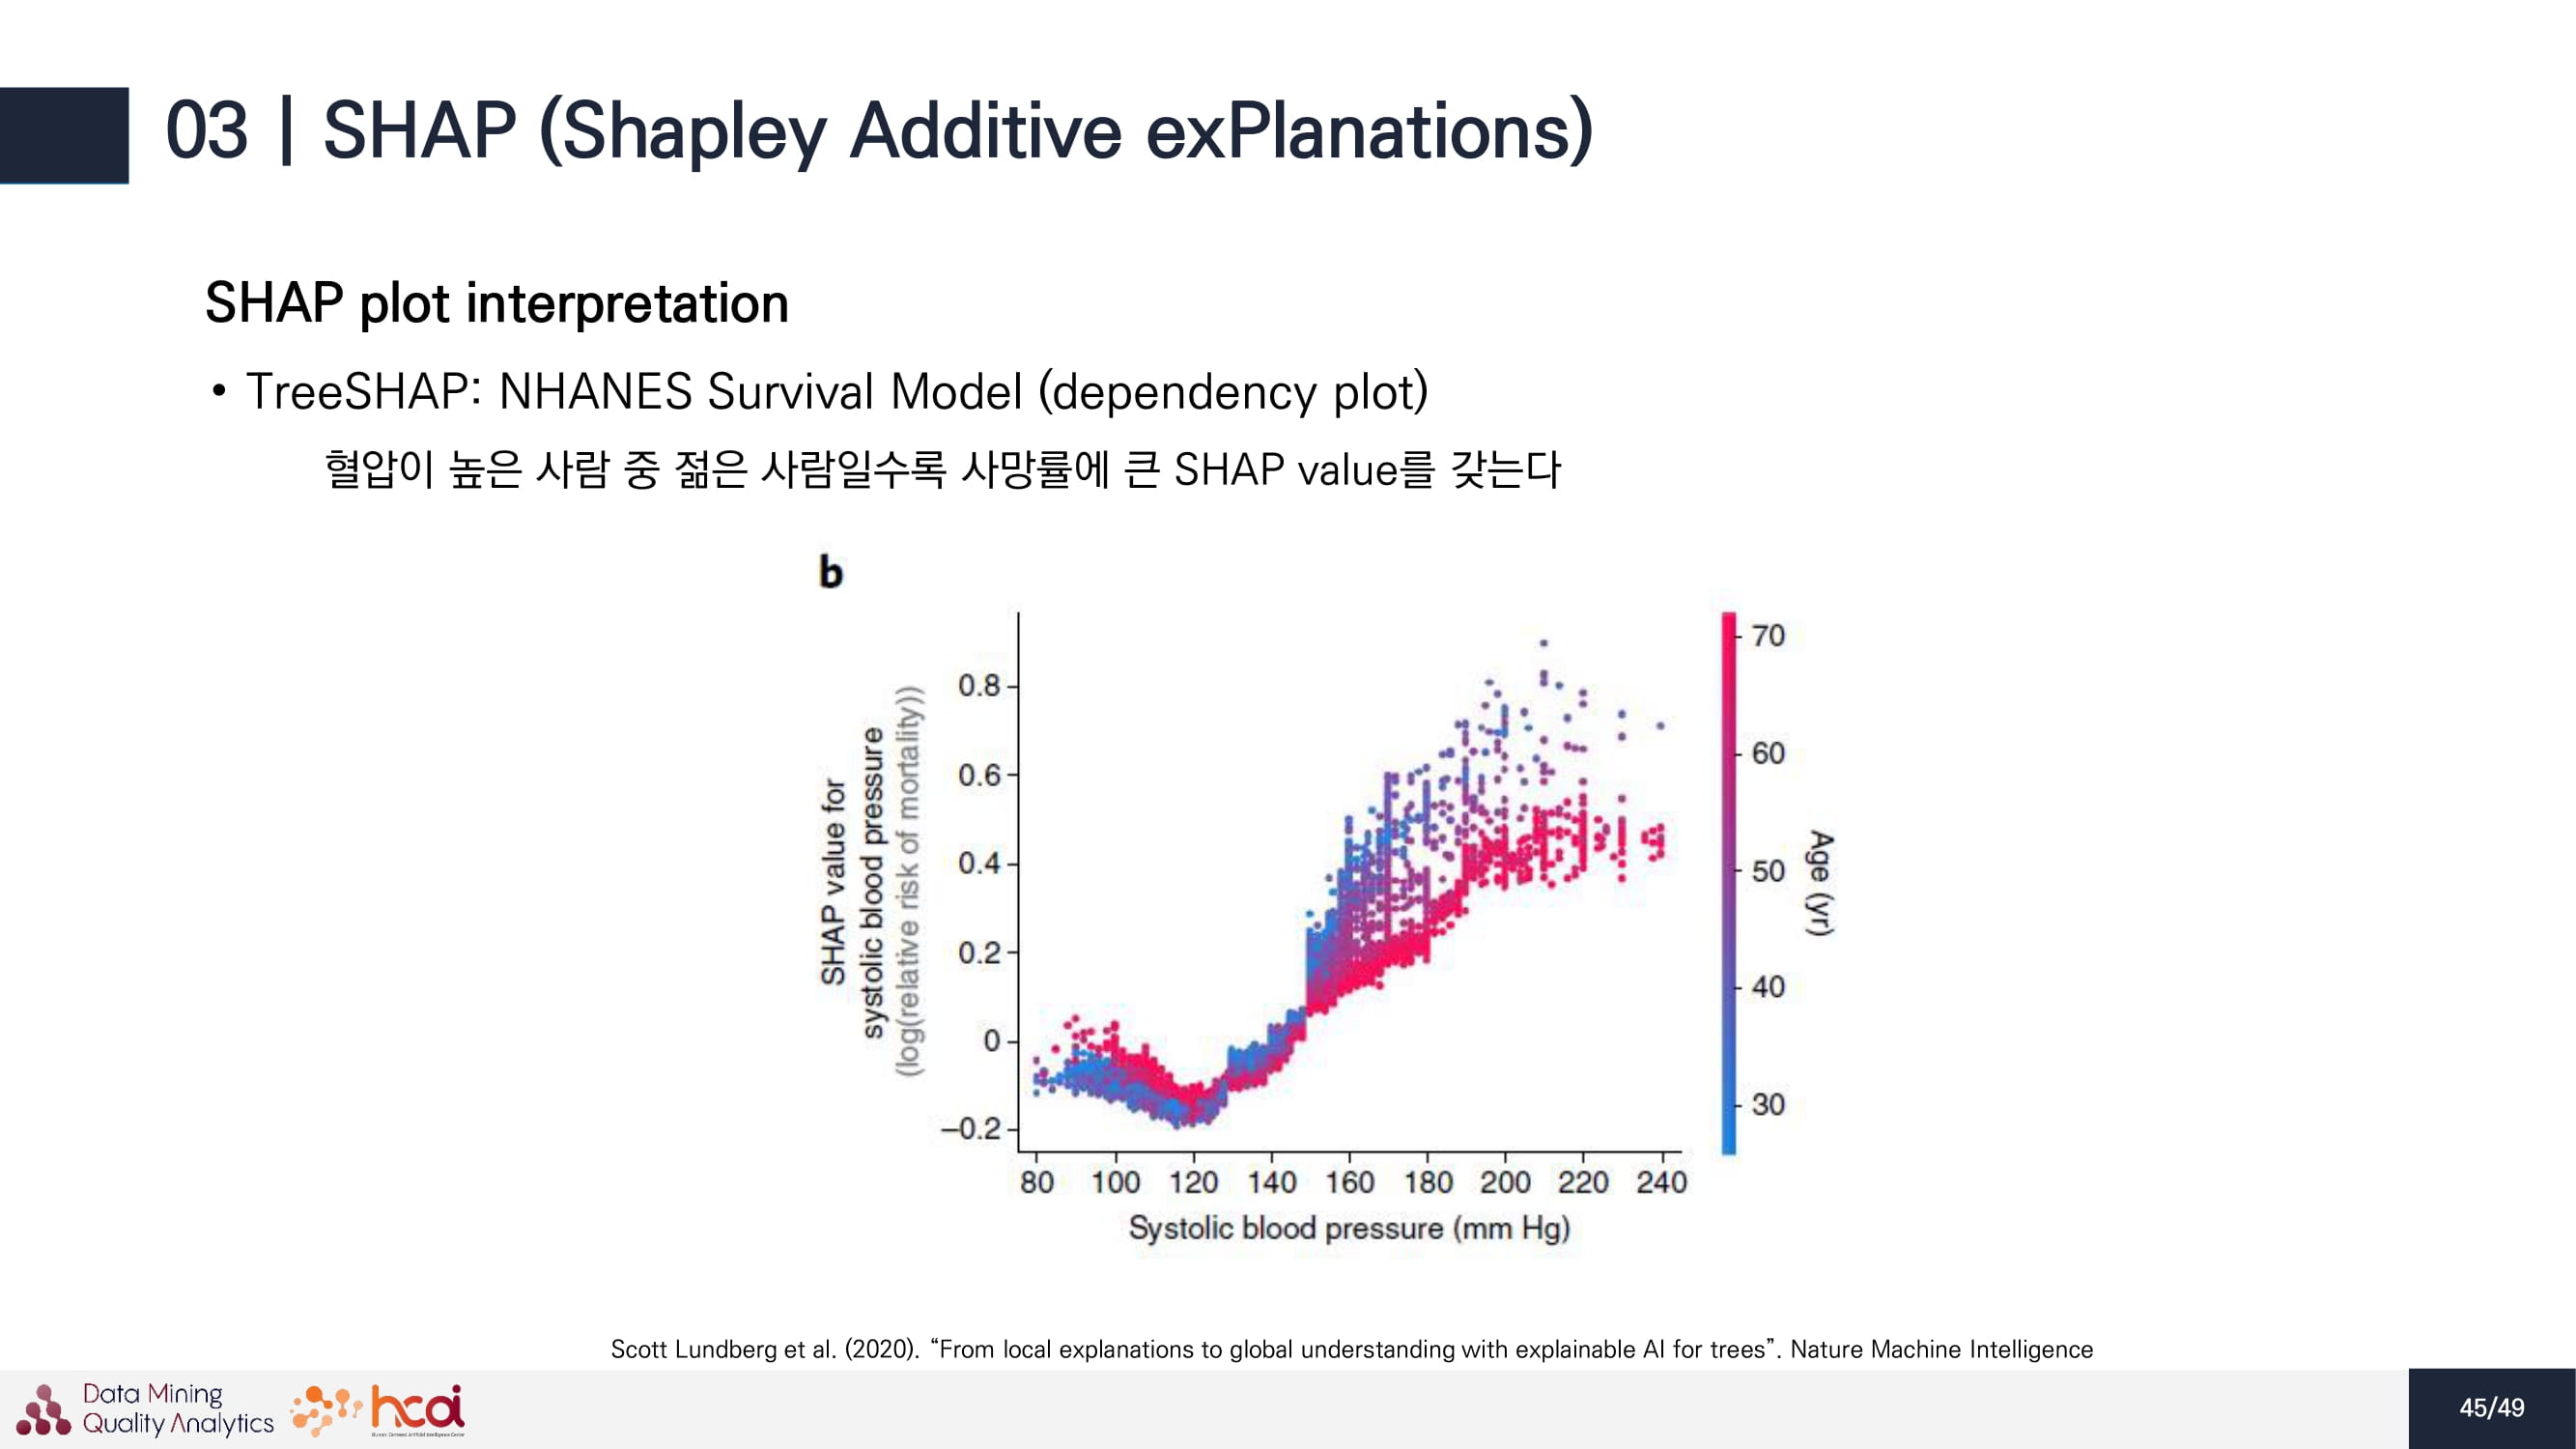 03 | SHAP (Shapley Additive exPlanations)
SHAP plot interpretation
• TreeSHAP: NHANES Survival Model (dependency plot)
혈압이 높은 사람 중 젊은 사람일수록 사망률에 큰 SHAP value를 갖는다
b
SHAP value for
systolic blood pressure
(log(relative risk of mortality))
0.8
0.6
0.4
0.2
0
–0.2
80 100 120 140 160 180 200 220 240
Systolic blood pressure (mm Hg)
70
60
50
40
30
Age (yr)
Scott Lundberg et al. (2020). “From local explanations to global understanding with explainable AI for trees”. Nature Machine Intelligence
Data Mining
Quality Analytics
hcai
45/49